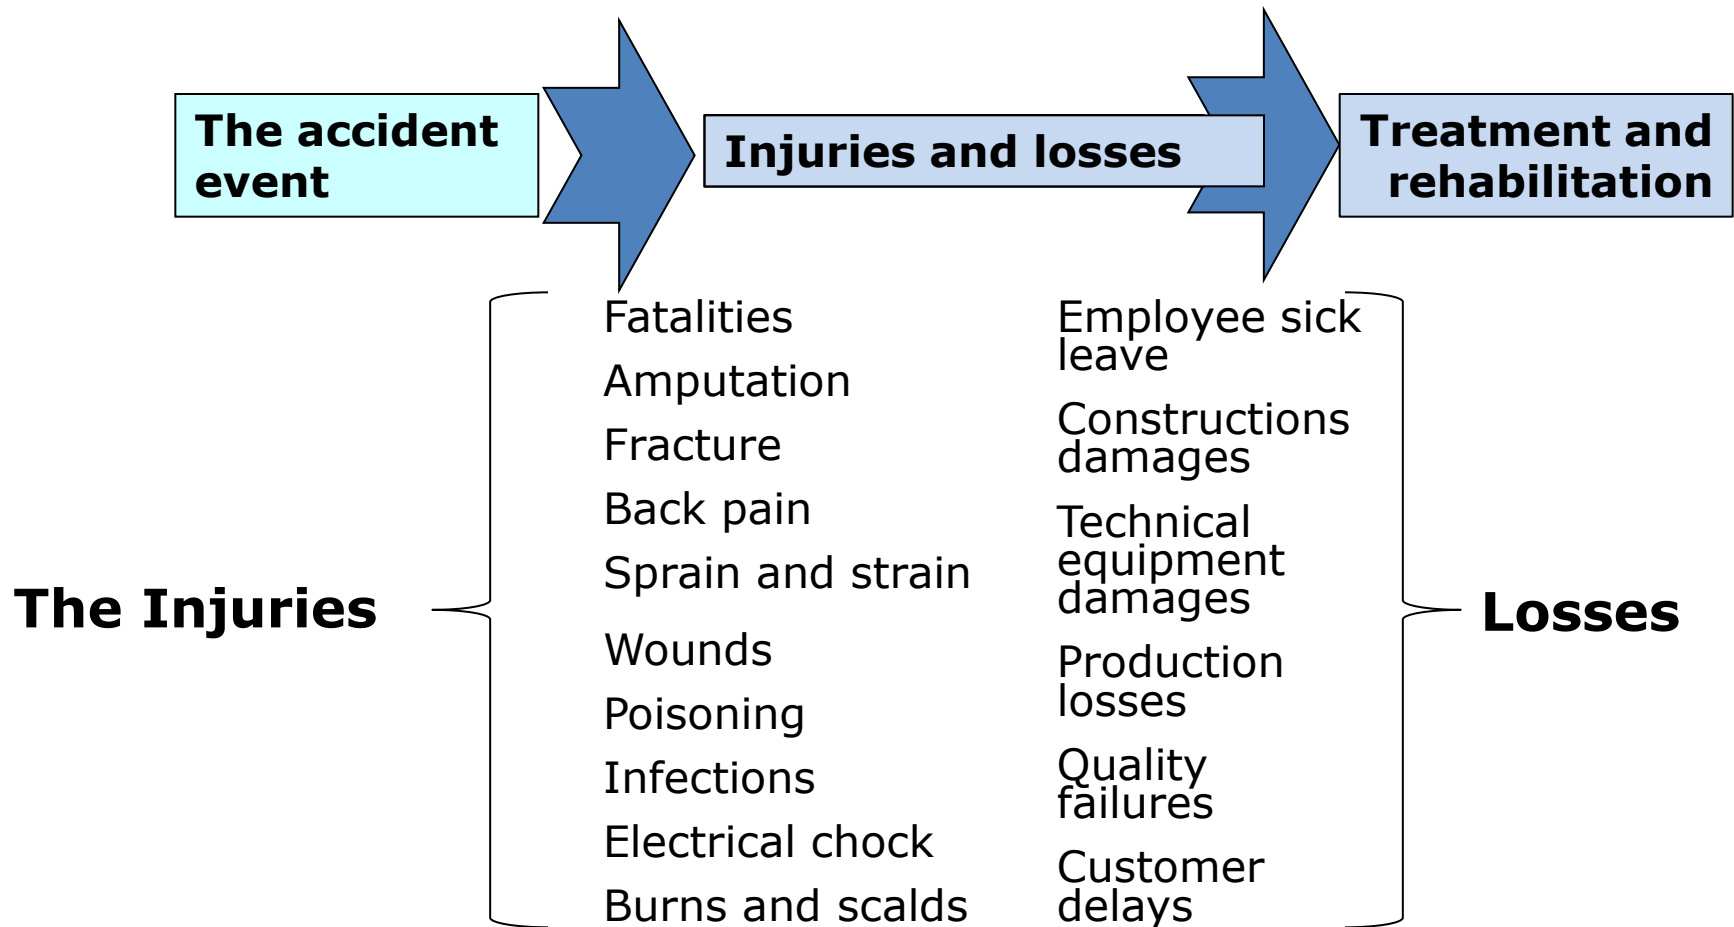 The accident
event
Injuries and losses
Treatment and
rehabilitation
The Injuries
Fatalities
Amputation
Fracture
Back pain
Sprain and strain
Wounds
Poisoning
Infections
Electrical chock
Burns and scalds
Employee sick
leave
Constructions
damages
Technical
equipment
damages
Production
losses
Quality
failures
Customer
delays
Losses